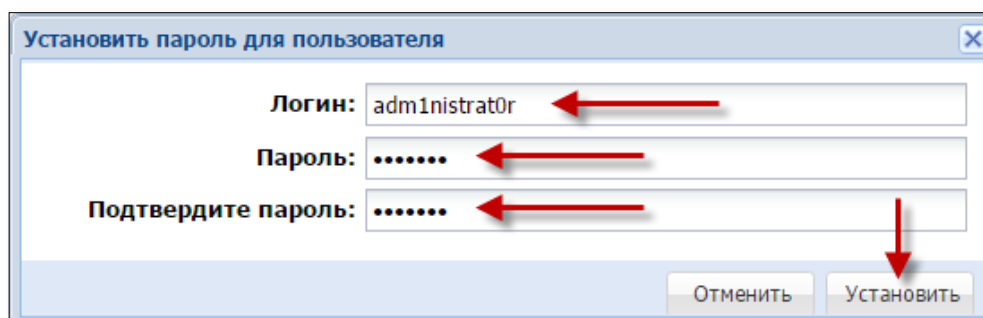 Установить пароль для пользователя
Логин: adm1nistrat0r
Пароль: •••••••
Подтвердите пароль: •••••••
Отменить Установить